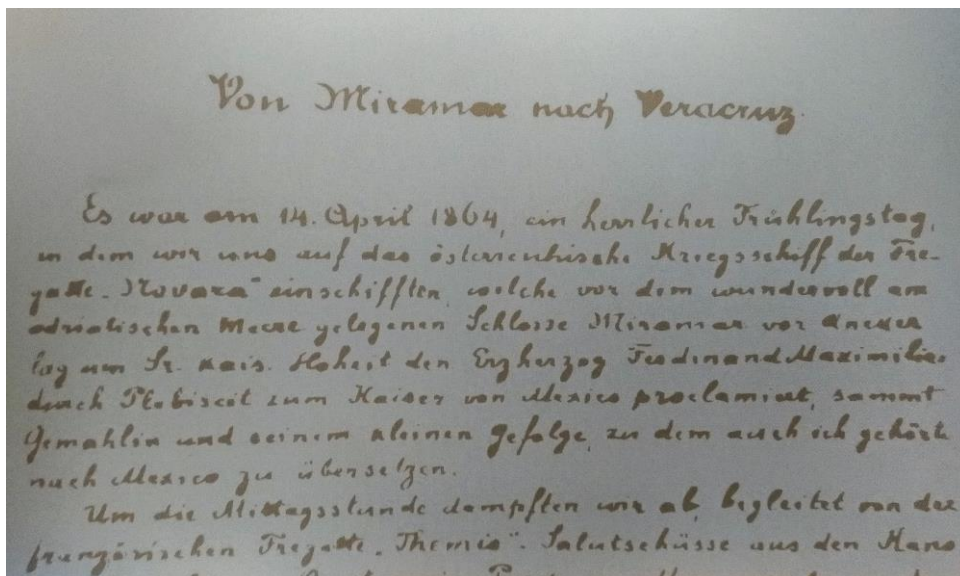 Von Miramar nach Veracruz.
Es war am 14. April 1864, ein herrlicher Frühlingstag,
an dem wir uns auf das österreichische Kriegsschiff der Fre-
gatte „Novara" einschifften, welche vor dem wundervoll am
adriatischen Meere gelegenen Schlosse Miramar vor Anker
lag um Sr. kais. Hoheit den Erzherzog Ferdinand Maximilian
durch Plebiscit zum Kaiser von Mexico proclamirt, sammt
Gemahlin und seinem kleinen Gefolge, zu dem auch ich gehörte
nach Mexico zu übersetzen.
Um die Mittagsstunde dampften wir ab, begleitet von der
französischen Fregatte „Themis". Salutschüsse aus den Hano